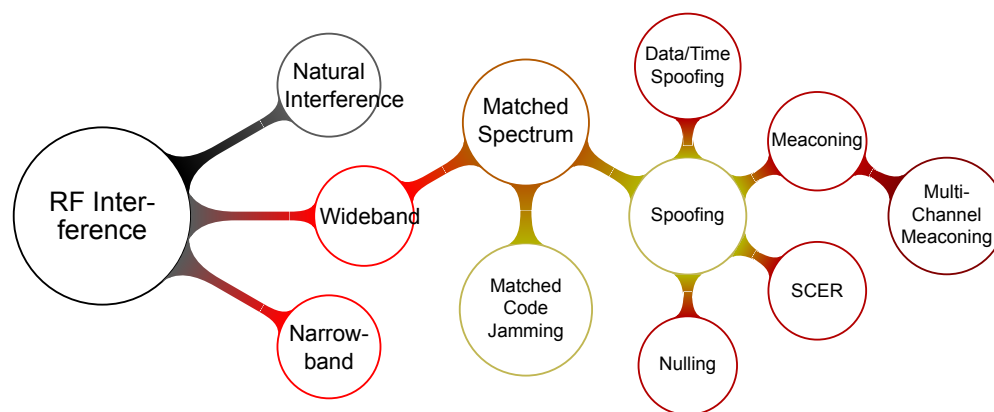 RF Inter-
ference
Natural
Interference
Wideband
Narrow-
band
Matched
Spectrum
Matched
Code
Jamming
Data/Time
Spoofing
Spoofing
Nulling
Meaconing
SCER
Multi-
Channel
Meaconing